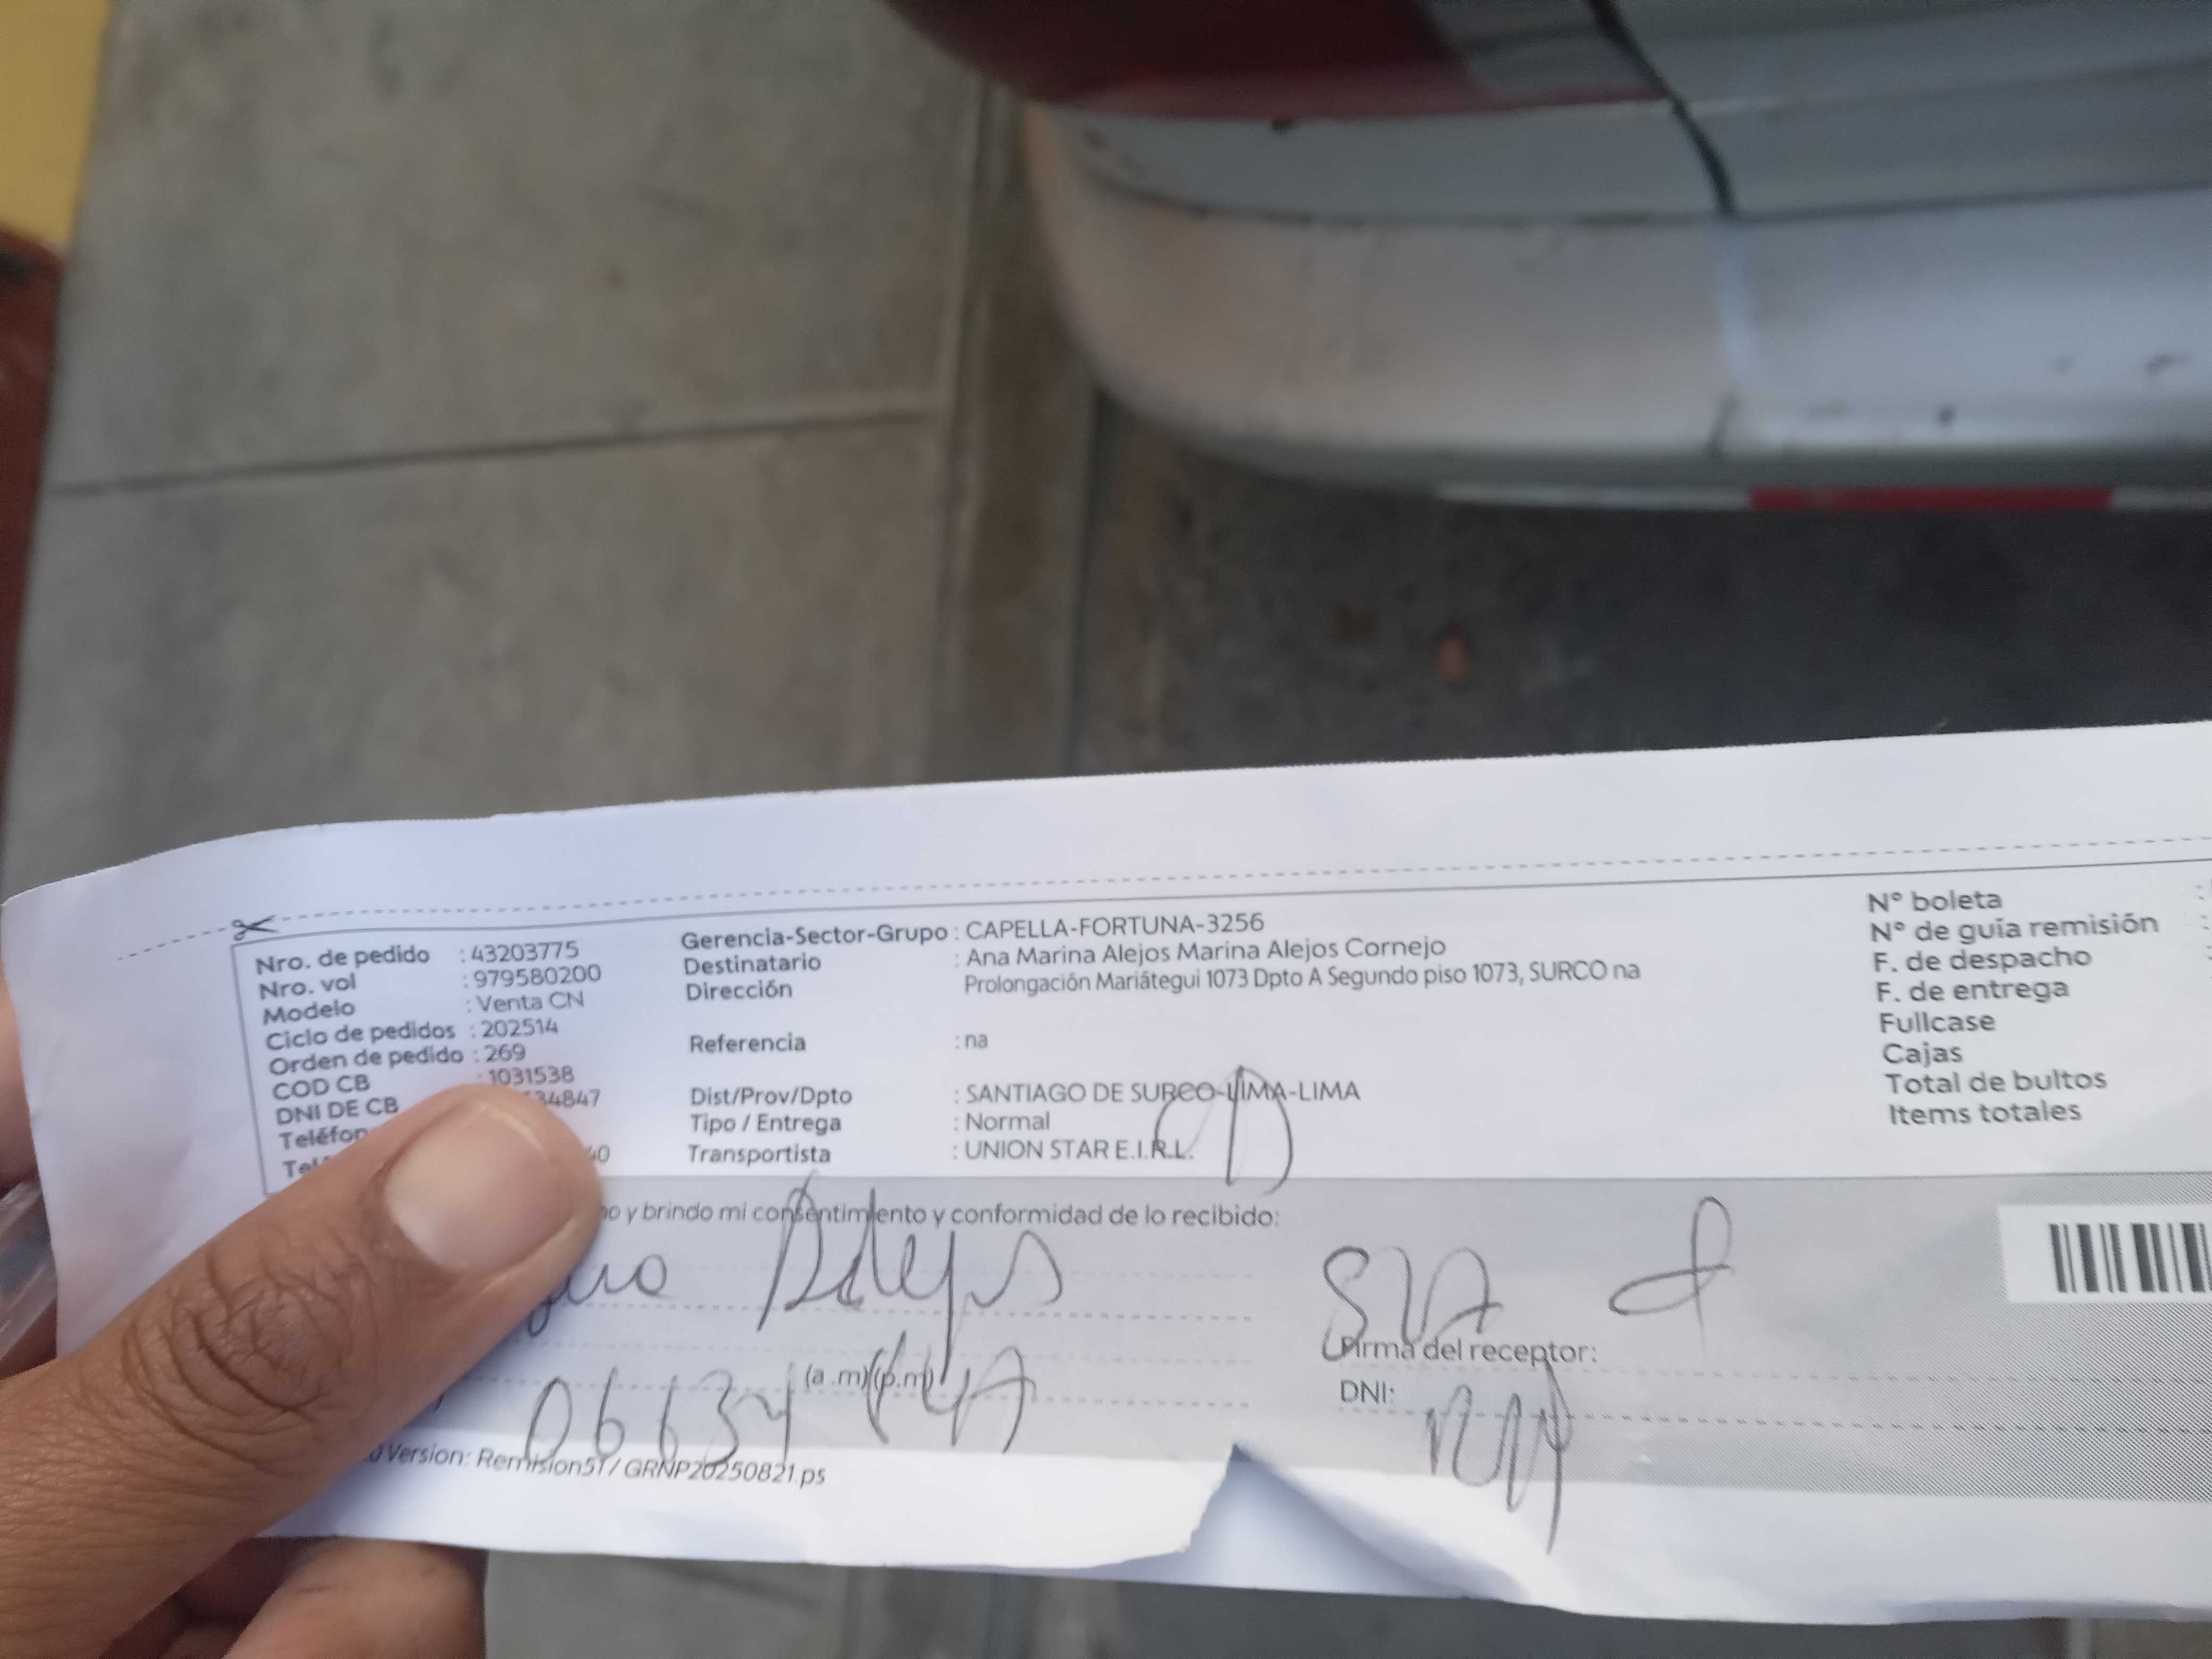 Nro. de pedido : 43203775
Nro. vol : 979580200
Modelo : Venta CN
Ciclo de pedidos : 202514
Orden de pedido : 269
COD CB : 1031538
DNI DE CB 34847
Teléfon
40
Gerencia-Sector-Grupo : CAPELLA-FORTUNA-3256
Destinatario : Ana Marina Alejos Marina Alejos Cornejo
Dirección Prolongación Mariátegui 1073 Dpto A Segundo piso 1073, SURCO na
Referencia : na
Dist/Prov/Dpto : SANTIAGO DE SURCO-LIMA-LIMA
Tipo / Entrega : Normal
Transportista : UNION STAR E.I.R.L.
N° boleta
N° de guía remisión
F. de despacho
F. de entrega
Fullcase
Cajas
Total de bultos
Items totales
y brindo mi consentimiento y conformidad de lo recibido:
Alejos
(a .m)(p.m)
Firma del receptor:
DNI:
Version: Remision51 / GRNP20250821.ps